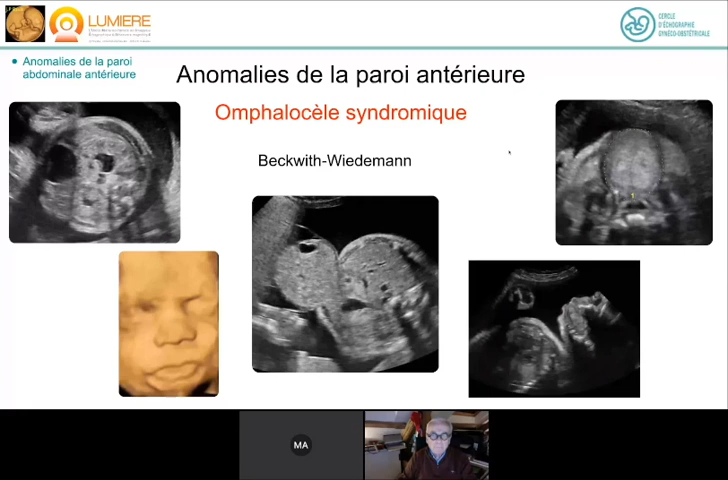 LUMIERE
CERCLE
D'ÉCHOGRAPHIE
GYNÉCO-OBSTÉTRICALE
Anomalies de la paroi
abdominale antérieure
Anomalies de la paroi antérieure
Omphalocèle syndromique
Beckwith-Wiedemann
MA